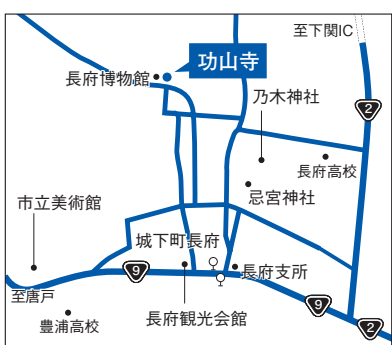 至下関IC
功山寺
長府博物館
乃木神社
2
長府高校
忌宮神社
市立美術館
城下町長府
長府支所
9
至唐戸
9
長府観光会館
豊浦高校
2